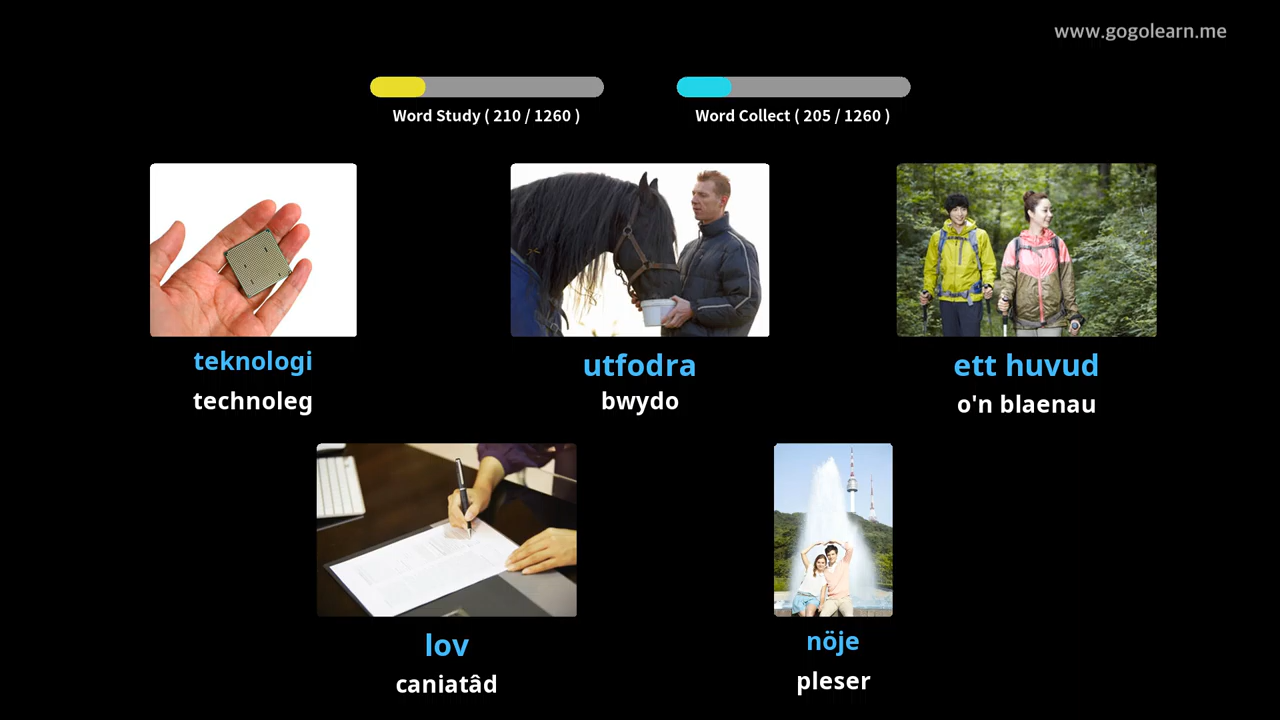 www.gogolearn.me
Word Study ( 210 / 1260 )
Word Collect ( 205 / 1260 )
teknologi
technoleg
utfodra
bwydo
ett huvud
o'n blaenau
lov
caniatâd
nöje
pleser